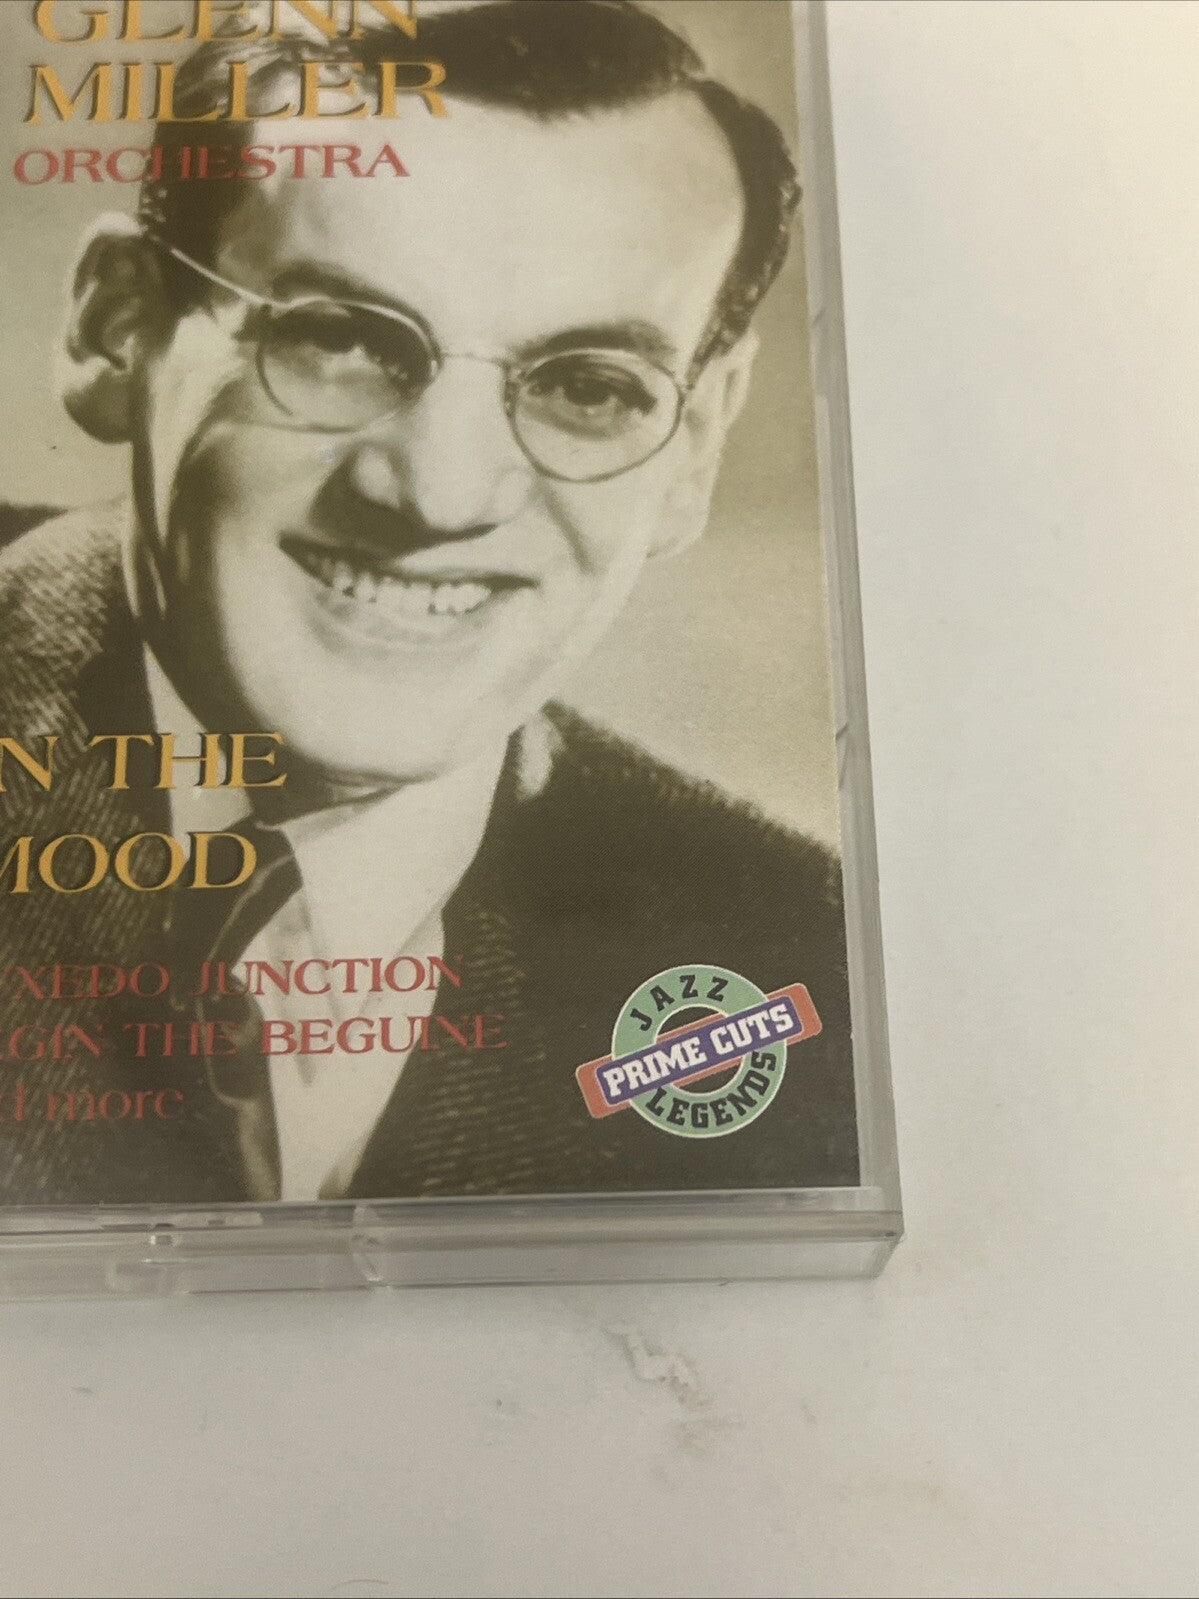 GLENN
MILLER
ORCHESTRA
N THE
MOOD
XEDO JUNCTION
GIN THE BEGUINE
d more
JAZZ
PRIME CUTS
LEGENDS